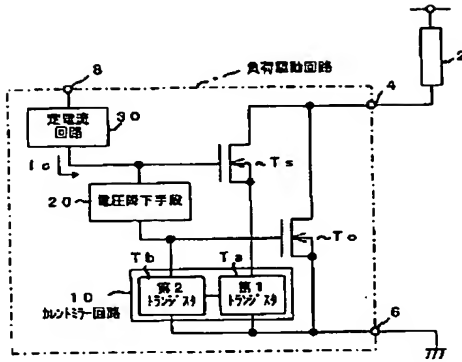 負荷駆動回路
8
2
4
定電流
回路
30
Ic
Ts
20
電圧降下手段
To
Tb
Ta
10
第2
トランジスタ
第1
トランジスタ
カレントミラー回路
6